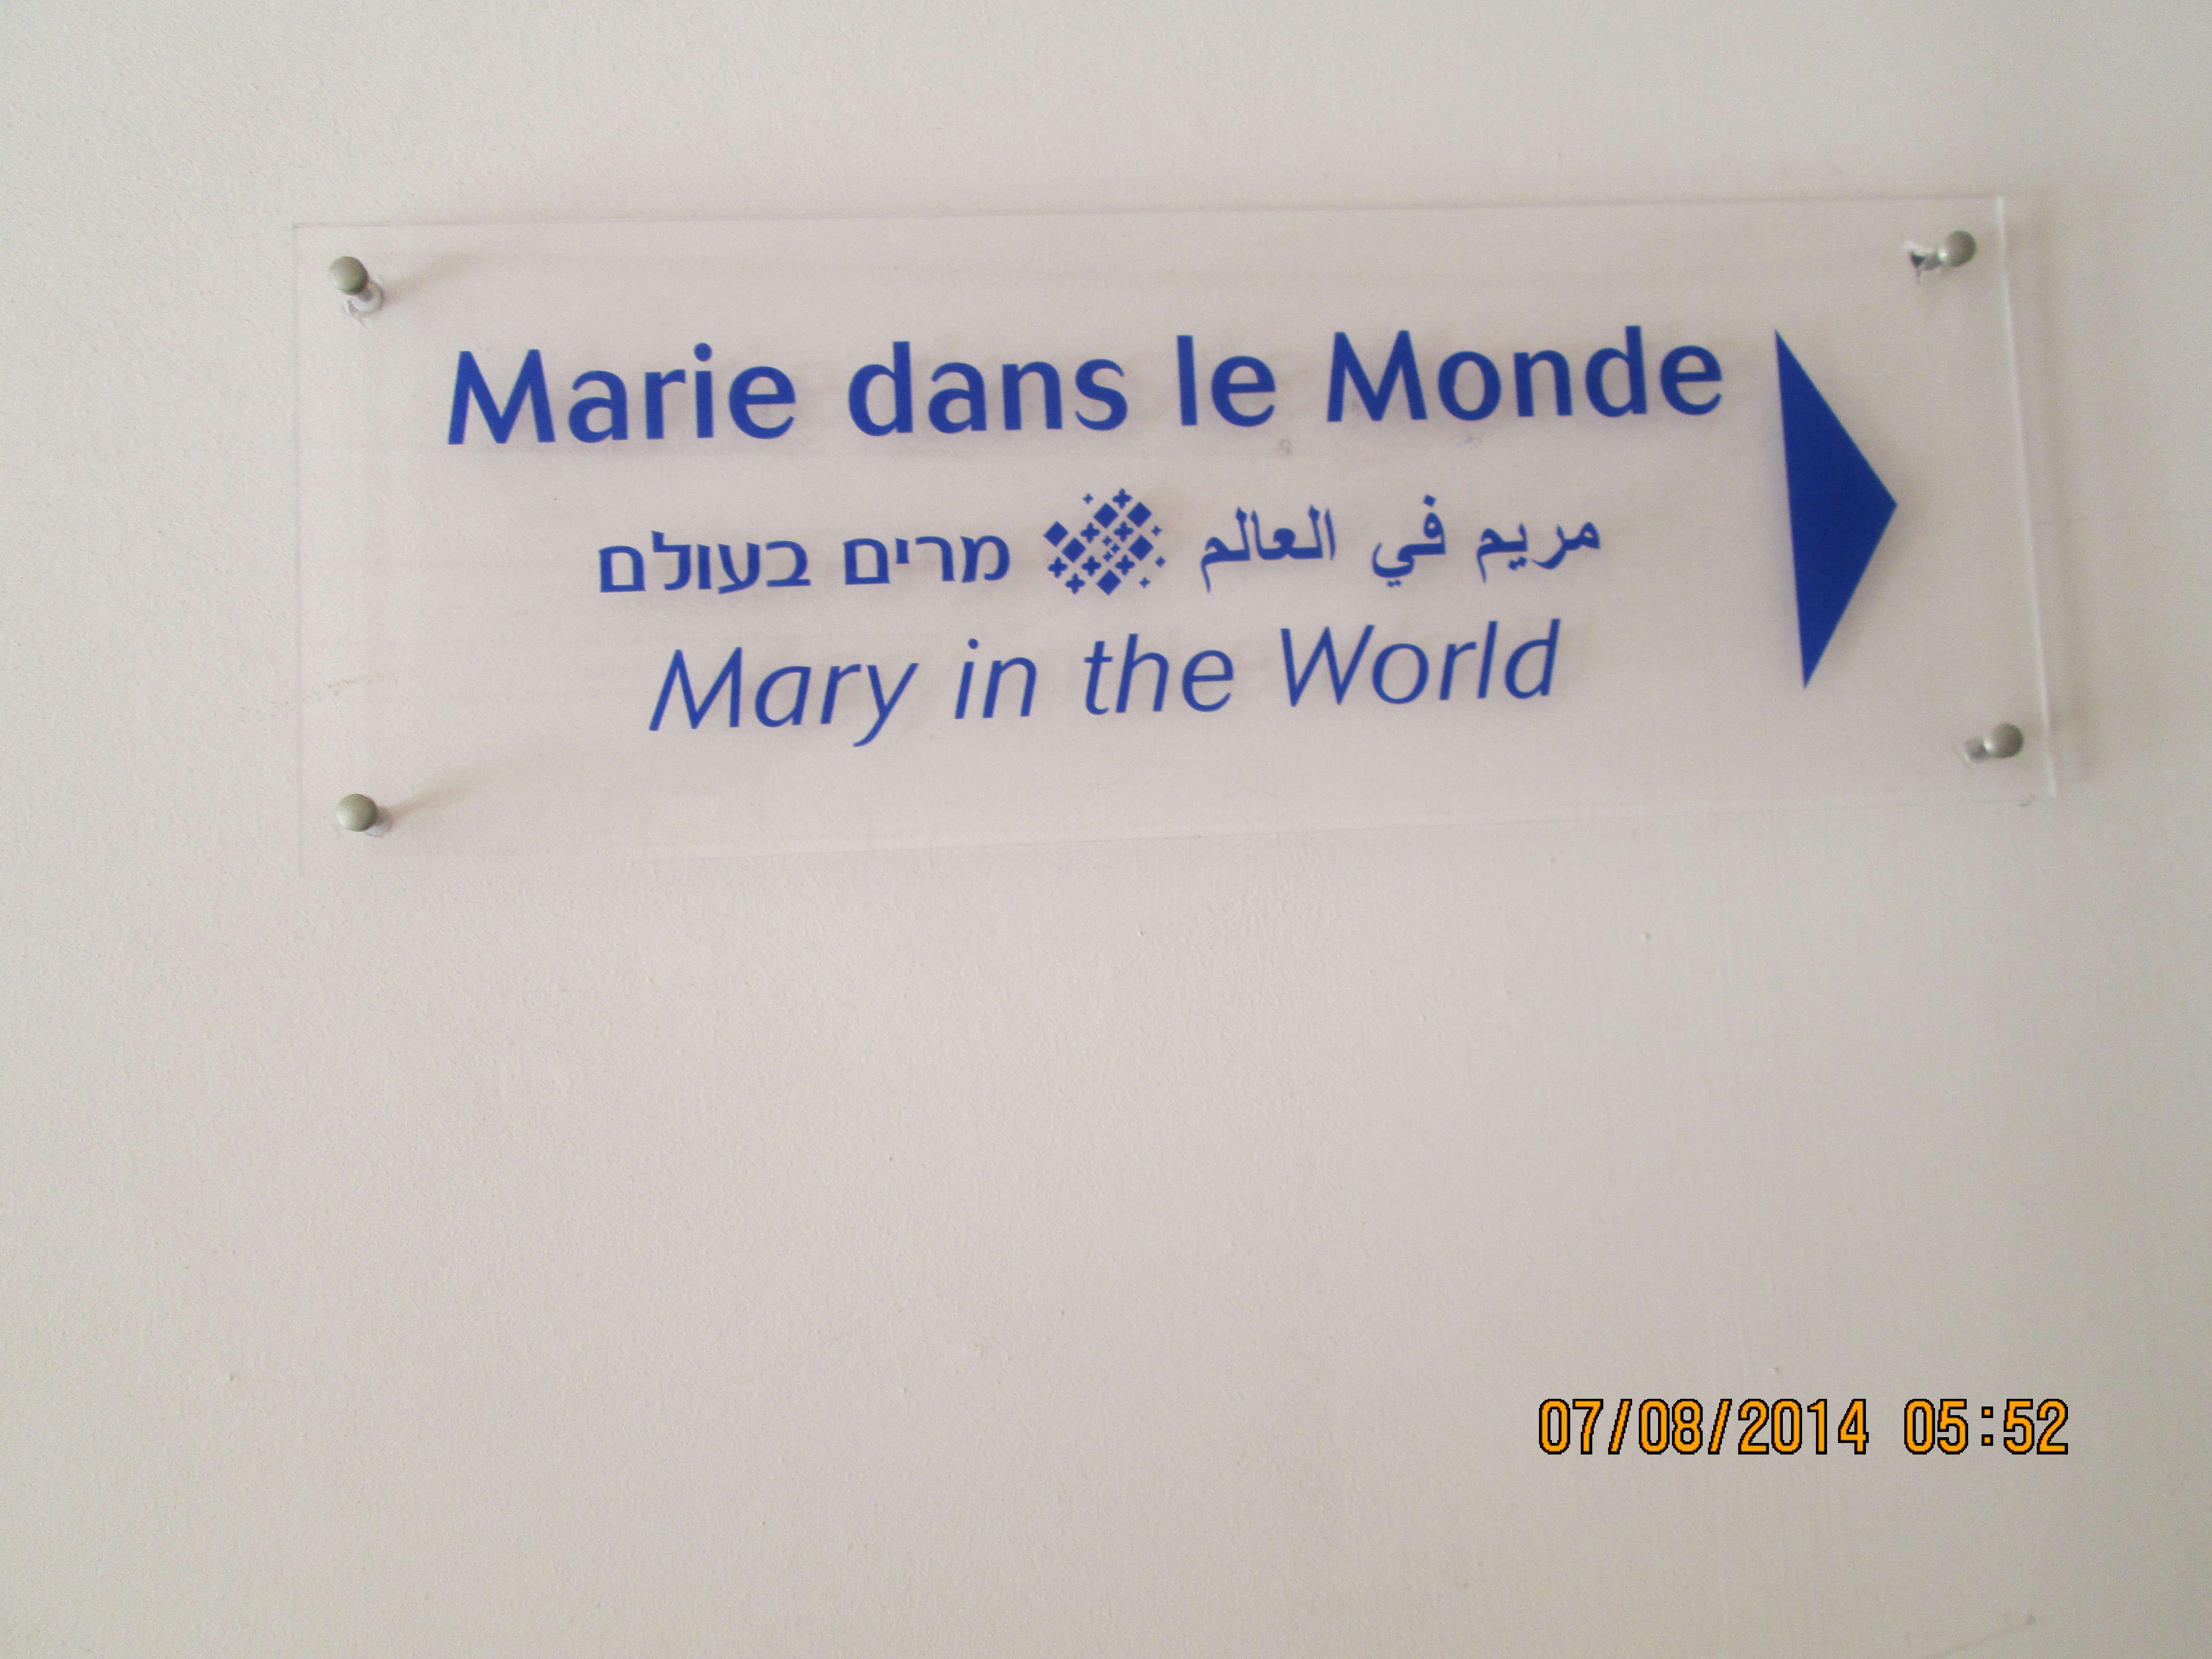 Marie dans le Monde
מרים בעולם مريم في العالم
Mary in the World
07/08/2014 05:52